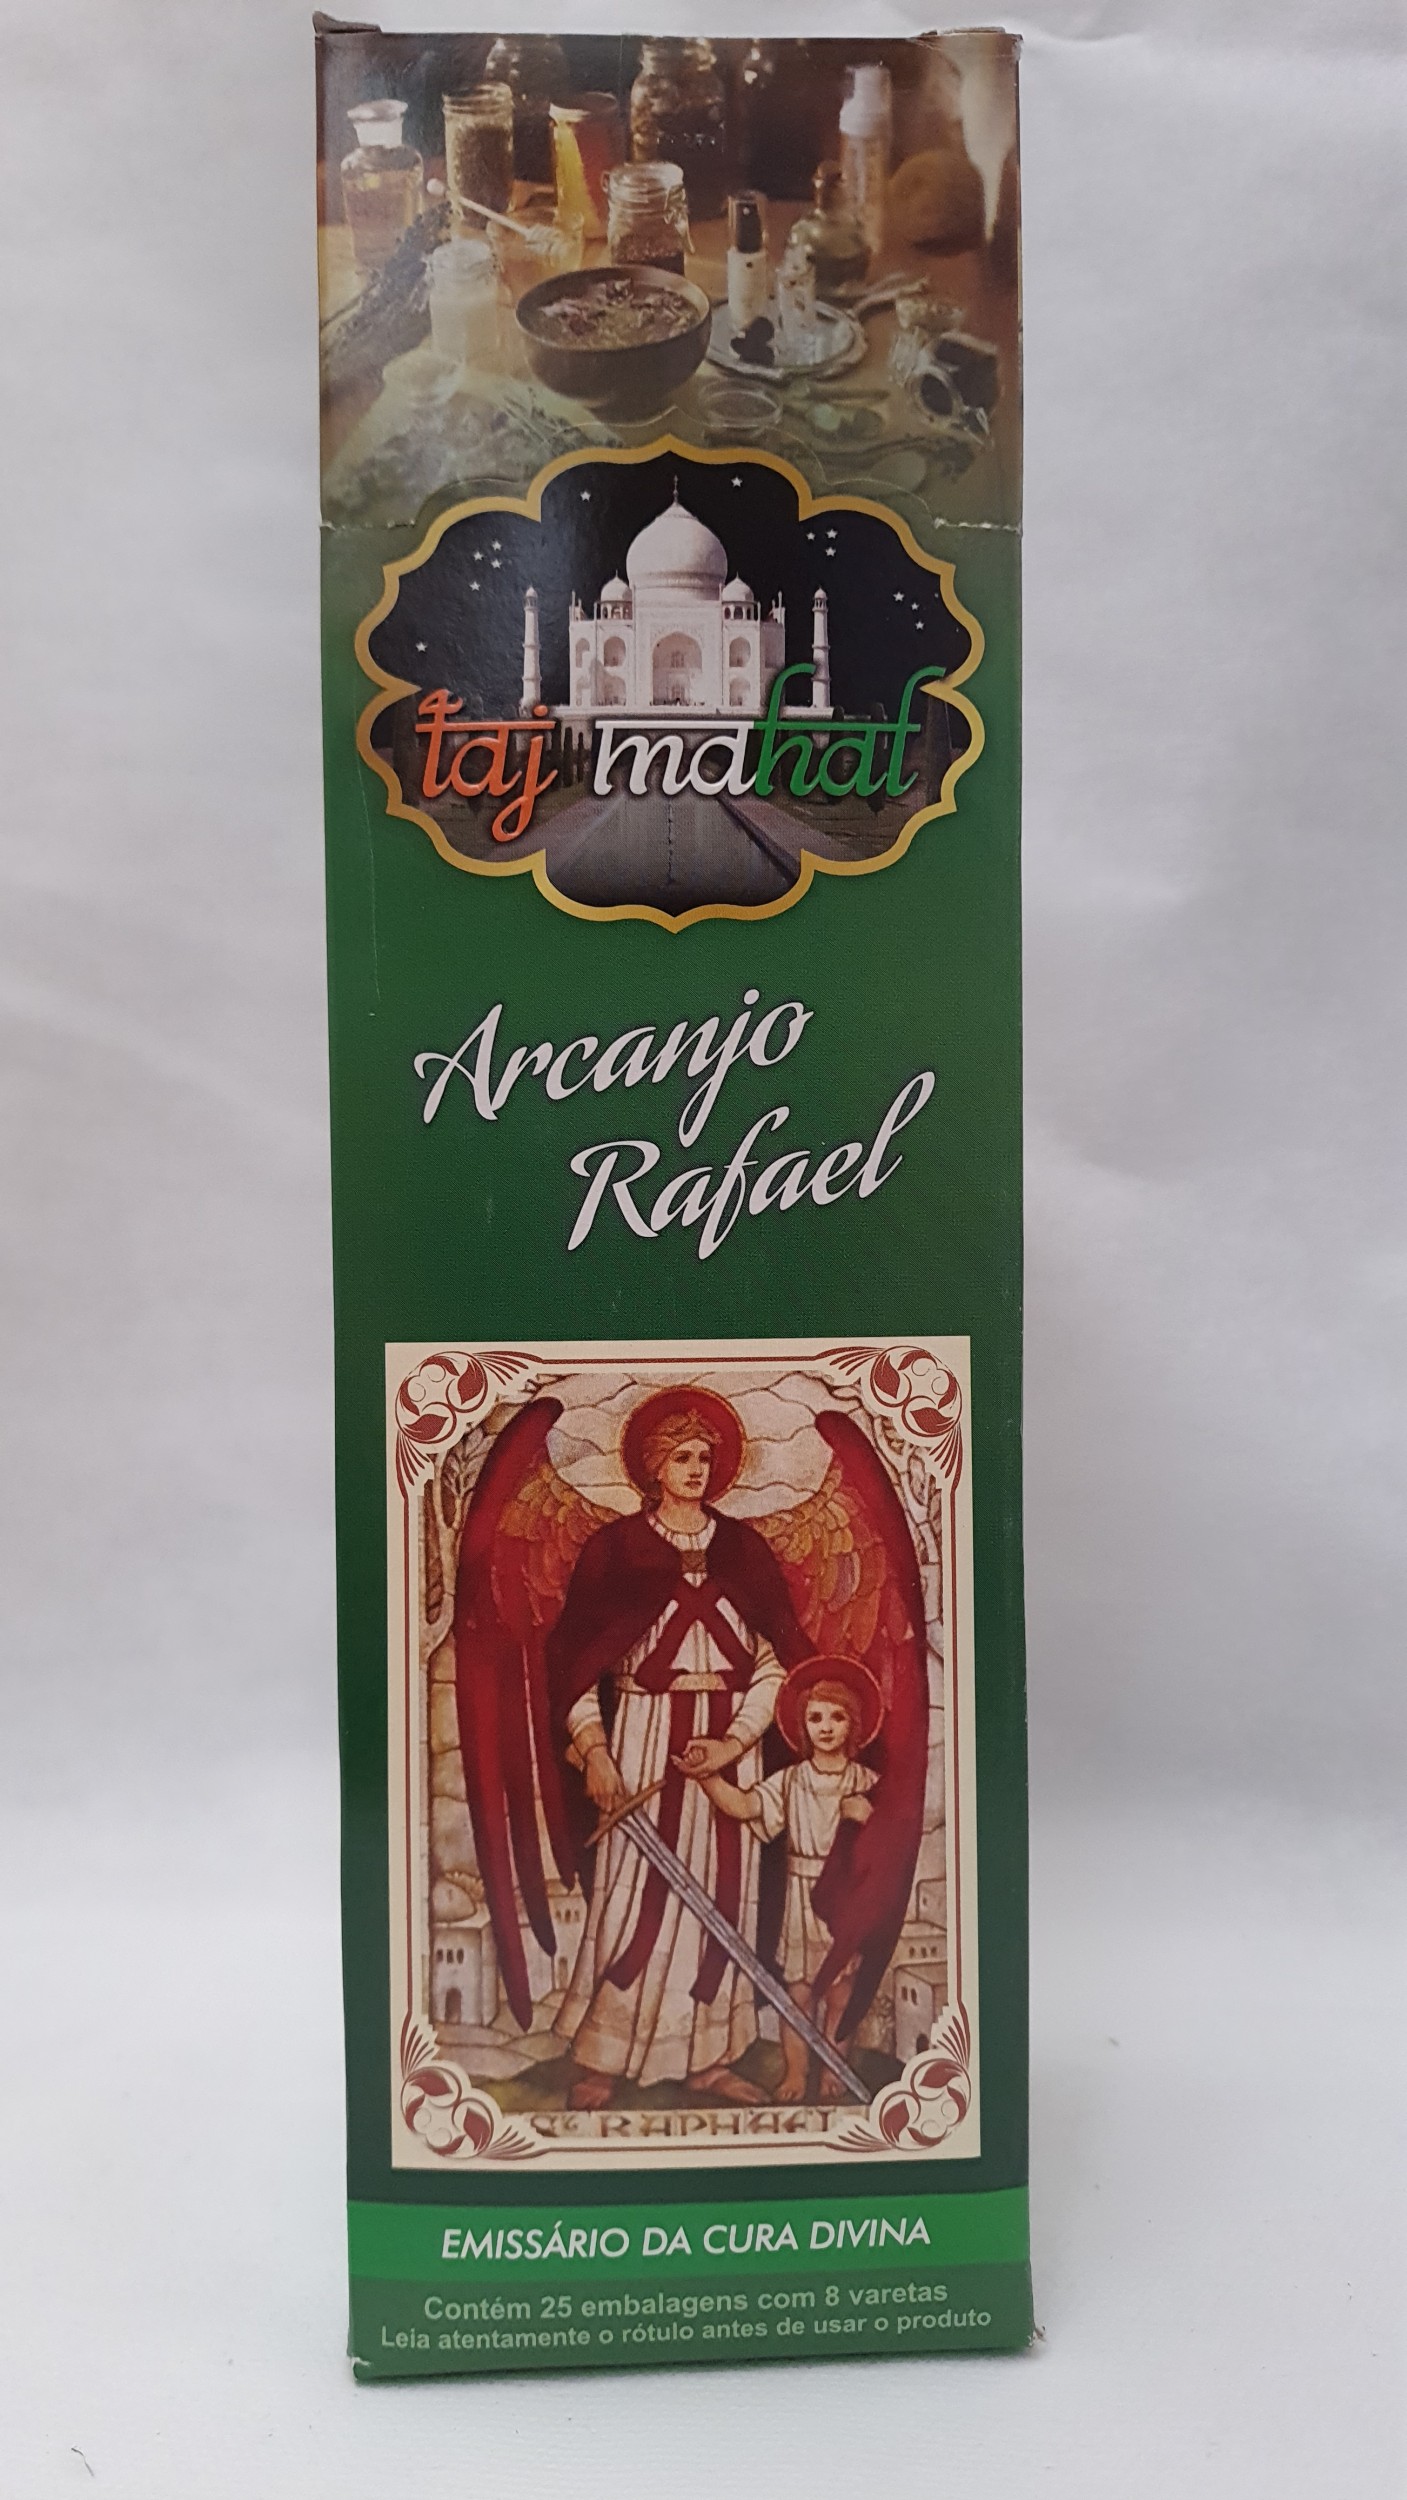 taj mahal
Arcanjo
Rafael
St RAPHAEL
EMISSÁRIO DA CURA DIVINA
Contém 25 embalagens com 8 varetas
Leia atentamente o rótulo antes de usar o produto